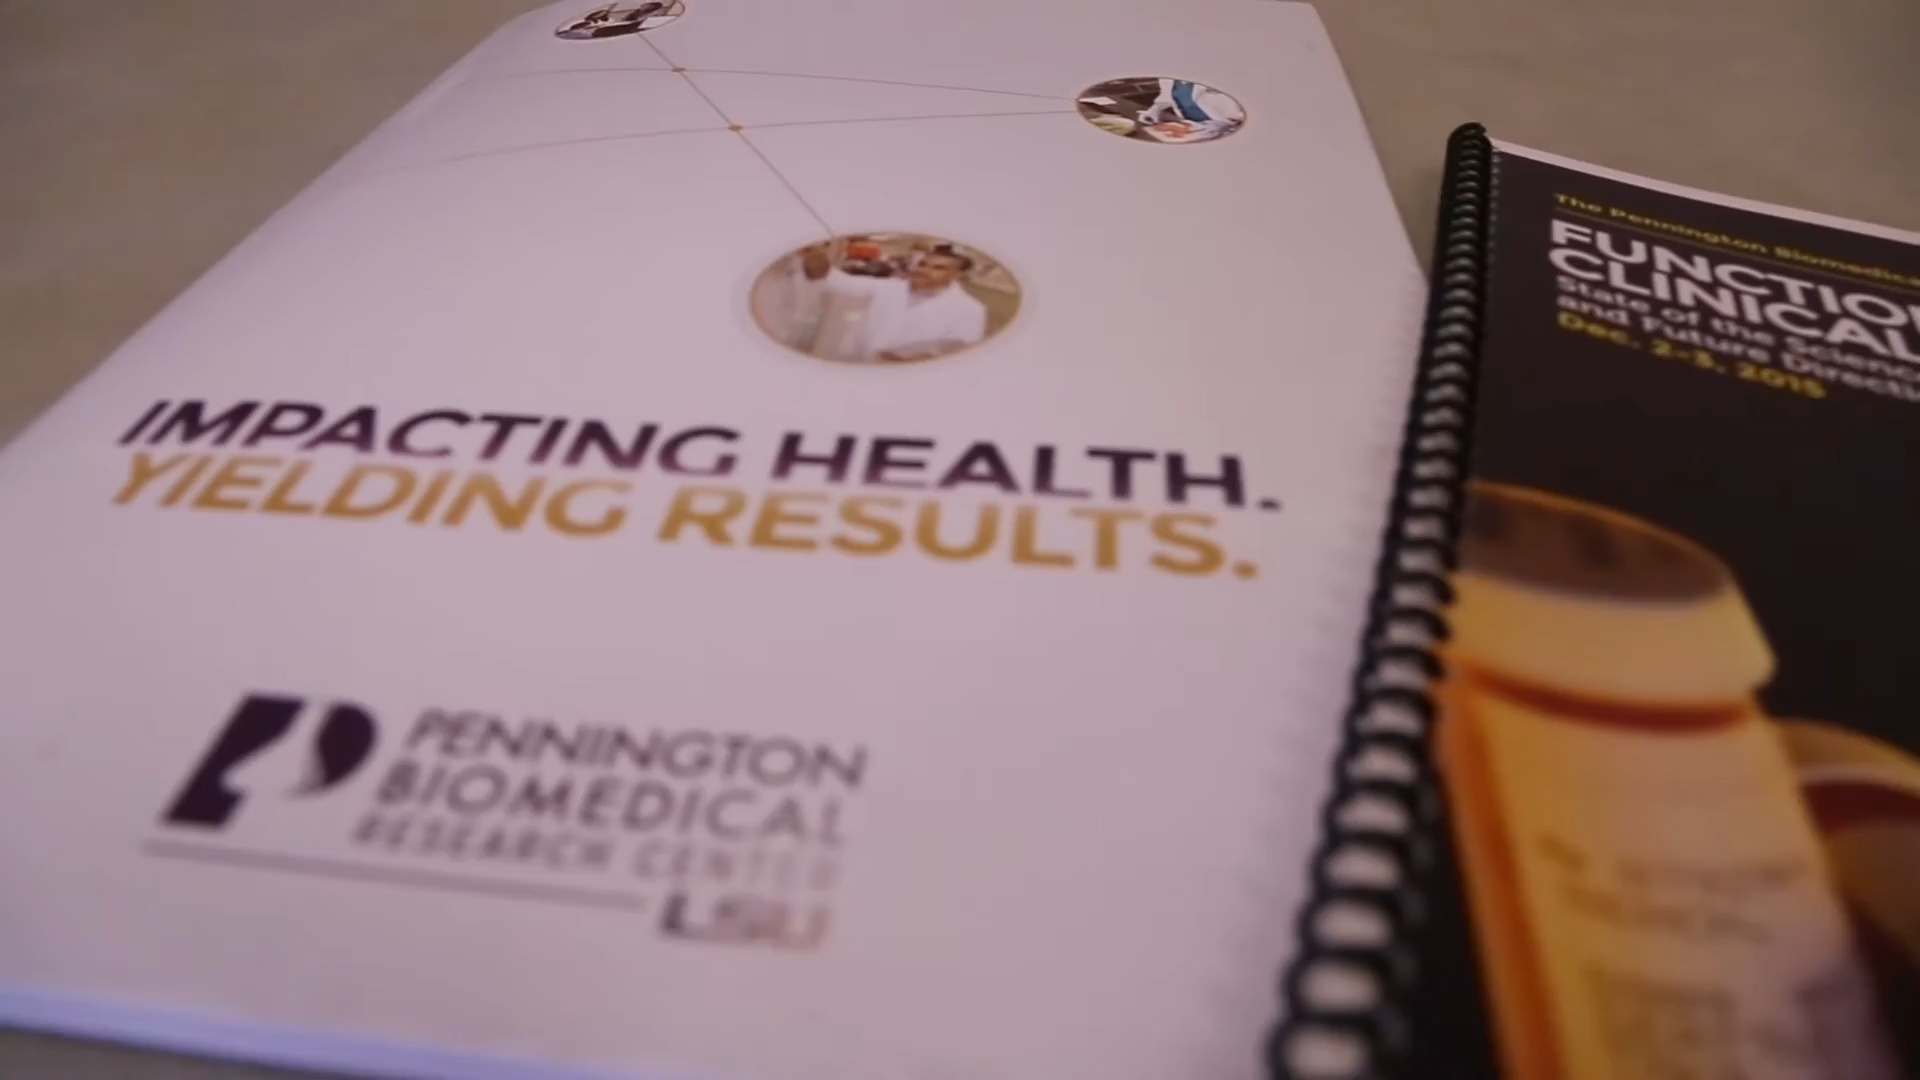 IMPACTING HEALTH.
YIELDING RESULTS.
PENNINGTON
BIOMEDICAL
RESEARCH CENTER
LSU
The Pennington Biomedical
FUNCTIO
CLINICAL
State of the Science
and Future Directi
Dec. 2-3, 2015